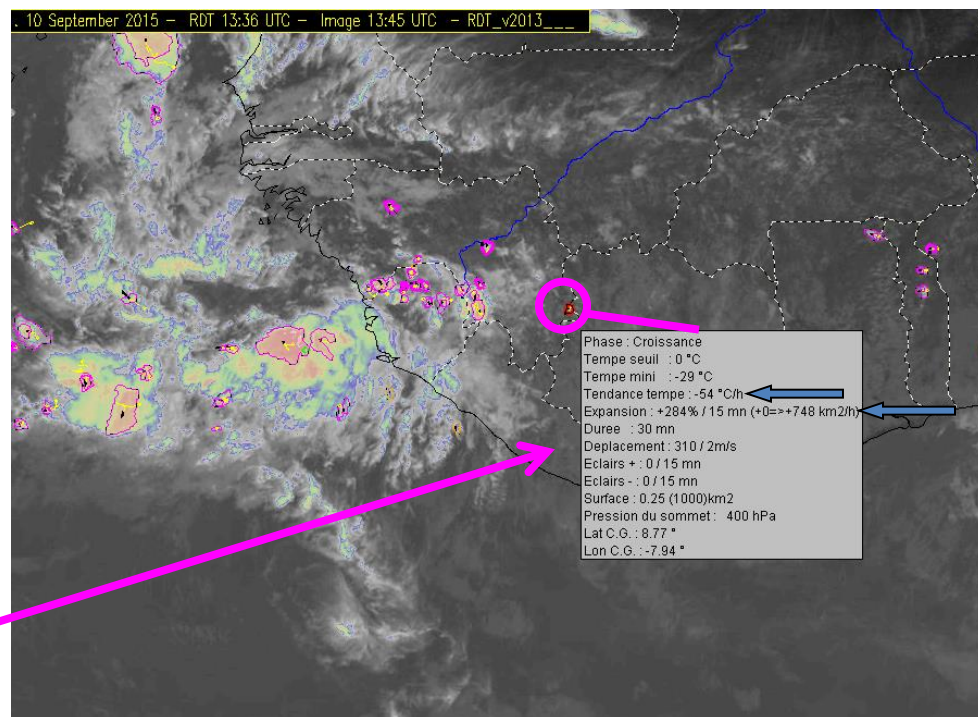 . 10 September 2015 - RDT 13:36 UTC - Image 13:45 UTC - RDT_v2013___
Phase : Croissance
Tempe seuil : 0 °C
Tempe mini : -29 °C
Tendance tempe : -54 °C/h
Expansion : +284% / 15 mn (+0=>+748 km2/h)
Duree : 30 mn
Deplacement : 310 / 2m/s
Eclairs + : 0 / 15 mn
Eclairs - : 0 / 15 mn
Surface : 0.25 (1000)km2
Pression du sommet : 400 hPa
Lat C.G. : 8.77 °
Lon C.G. : -7.94 °